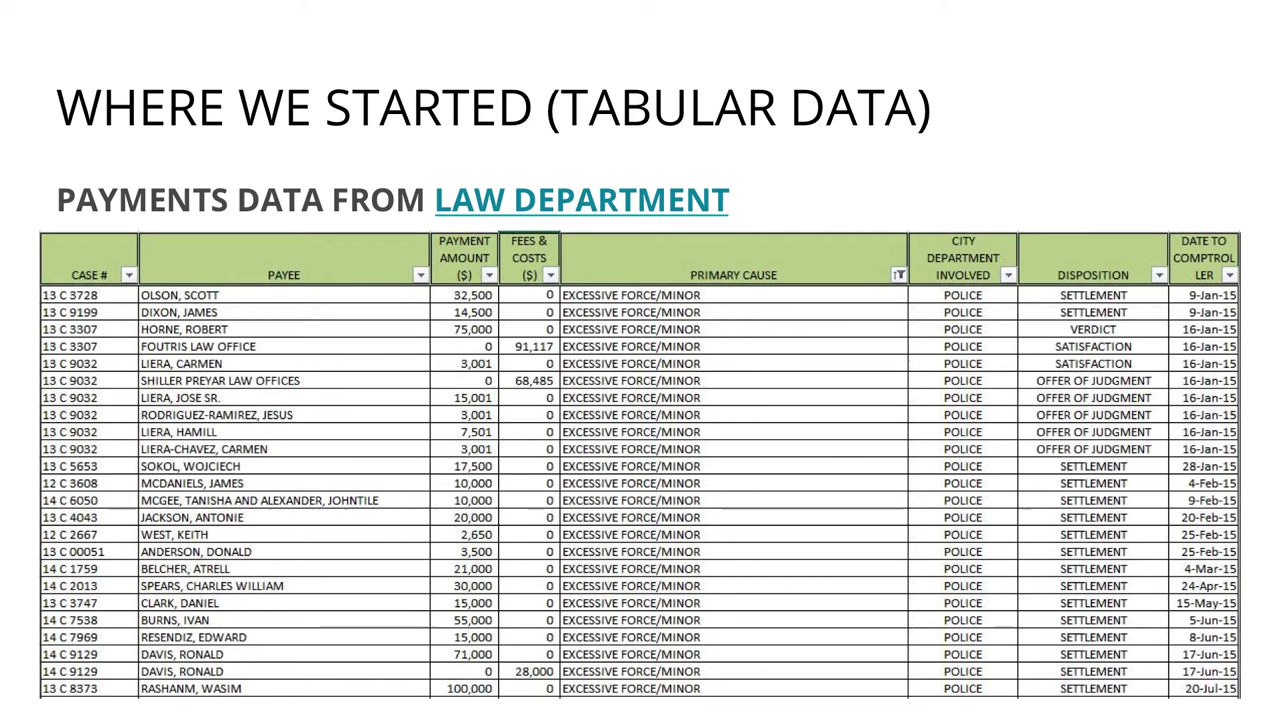 WHERE WE STARTED (TABULAR DATA)
PAYMENTS DATA FROM LAW DEPARTMENT
CASE # PAYEE PAYMENT AMOUNT ($) FEES & COSTS ($) PRIMARY CAUSE CITY DEPARTMENT INVOLVED DISPOSITION DATE TO COMPTROL LER
13 C 3728 OLSON, SCOTT 32,500 0 EXCESSIVE FORCE/MINOR POLICE SETTLEMENT 9-Jan-15
13 C 9199 DIXON, JAMES 14,500 0 EXCESSIVE FORCE/MINOR POLICE SETTLEMENT 9-Jan-15
13 C 3307 HORNE, ROBERT 75,000 0 EXCESSIVE FORCE/MINOR POLICE VERDICT 16-Jan-15
13 C 3307 FOUTRIS LAW OFFICE 0 91,117 EXCESSIVE FORCE/MINOR POLICE SATISFACTION 16-Jan-15
13 C 9032 LIERA, CARMEN 3,001 0 EXCESSIVE FORCE/MINOR POLICE SATISFACTION 16-Jan-15
13 C 9032 SHILLER PREYAR LAW OFFICES 0 68,485 EXCESSIVE FORCE/MINOR POLICE OFFER OF JUDGMENT 16-Jan-15
13 C 9032 LIERA, JOSE SR. 15,001 0 EXCESSIVE FORCE/MINOR POLICE OFFER OF JUDGMENT 16-Jan-15
13 C 9032 RODRIGUEZ-RAMIREZ, JESUS 3,001 0 EXCESSIVE FORCE/MINOR POLICE OFFER OF JUDGMENT 16-Jan-15
13 C 9032 LIERA, HAMILL 7,501 0 EXCESSIVE FORCE/MINOR POLICE OFFER OF JUDGMENT 16-Jan-15
13 C 9032 LIERA-CHAVEZ, CARMEN 3,001 0 EXCESSIVE FORCE/MINOR POLICE OFFER OF JUDGMENT 16-Jan-15
13 C 5653 SOKOL, WOJCIECH 17,500 0 EXCESSIVE FORCE/MINOR POLICE SETTLEMENT 28-Jan-15
12 C 3608 MCDANIELS, JAMES 10,000 0 EXCESSIVE FORCE/MINOR POLICE SETTLEMENT 4-Feb-15
14 C 6050 MCGEE, TANISHA AND ALEXANDER, JOHNTILE 10,000 0 EXCESSIVE FORCE/MINOR POLICE SETTLEMENT 9-Feb-15
13 C 4043 JACKSON, ANTONIE 20,000 0 EXCESSIVE FORCE/MINOR POLICE SETTLEMENT 20-Feb-15
12 C 2667 WEST, KEITH 2,650 0 EXCESSIVE FORCE/MINOR POLICE SETTLEMENT 25-Feb-15
13 C 00051 ANDERSON, DONALD 3,500 0 EXCESSIVE FORCE/MINOR POLICE SETTLEMENT 25-Feb-15
14 C 1759 BELCHER, ATRELL 21,000 0 EXCESSIVE FORCE/MINOR POLICE SETTLEMENT 4-Mar-15
14 C 2013 SPEARS, CHARLES WILLIAM 30,000 0 EXCESSIVE FORCE/MINOR POLICE SETTLEMENT 24-Apr-15
13 C 3747 CLARK, DANIEL 15,000 0 EXCESSIVE FORCE/MINOR POLICE SETTLEMENT 15-May-15
14 C 7538 BURNS, IVAN 55,000 0 EXCESSIVE FORCE/MINOR POLICE SETTLEMENT 5-Jun-15
14 C 7969 RESENDIZ, EDWARD 15,000 0 EXCESSIVE FORCE/MINOR POLICE SETTLEMENT 8-Jun-15
14 C 9129 DAVIS, RONALD 71,000 0 EXCESSIVE FORCE/MINOR POLICE SETTLEMENT 17-Jun-15
14 C 9129 DAVIS, RONALD 0 28,000 EXCESSIVE FORCE/MINOR POLICE SETTLEMENT 17-Jun-15
13 C 8373 RASHANM, WASIM 100,000 0 EXCESSIVE FORCE/MINOR POLICE SETTLEMENT 20-Jul-15